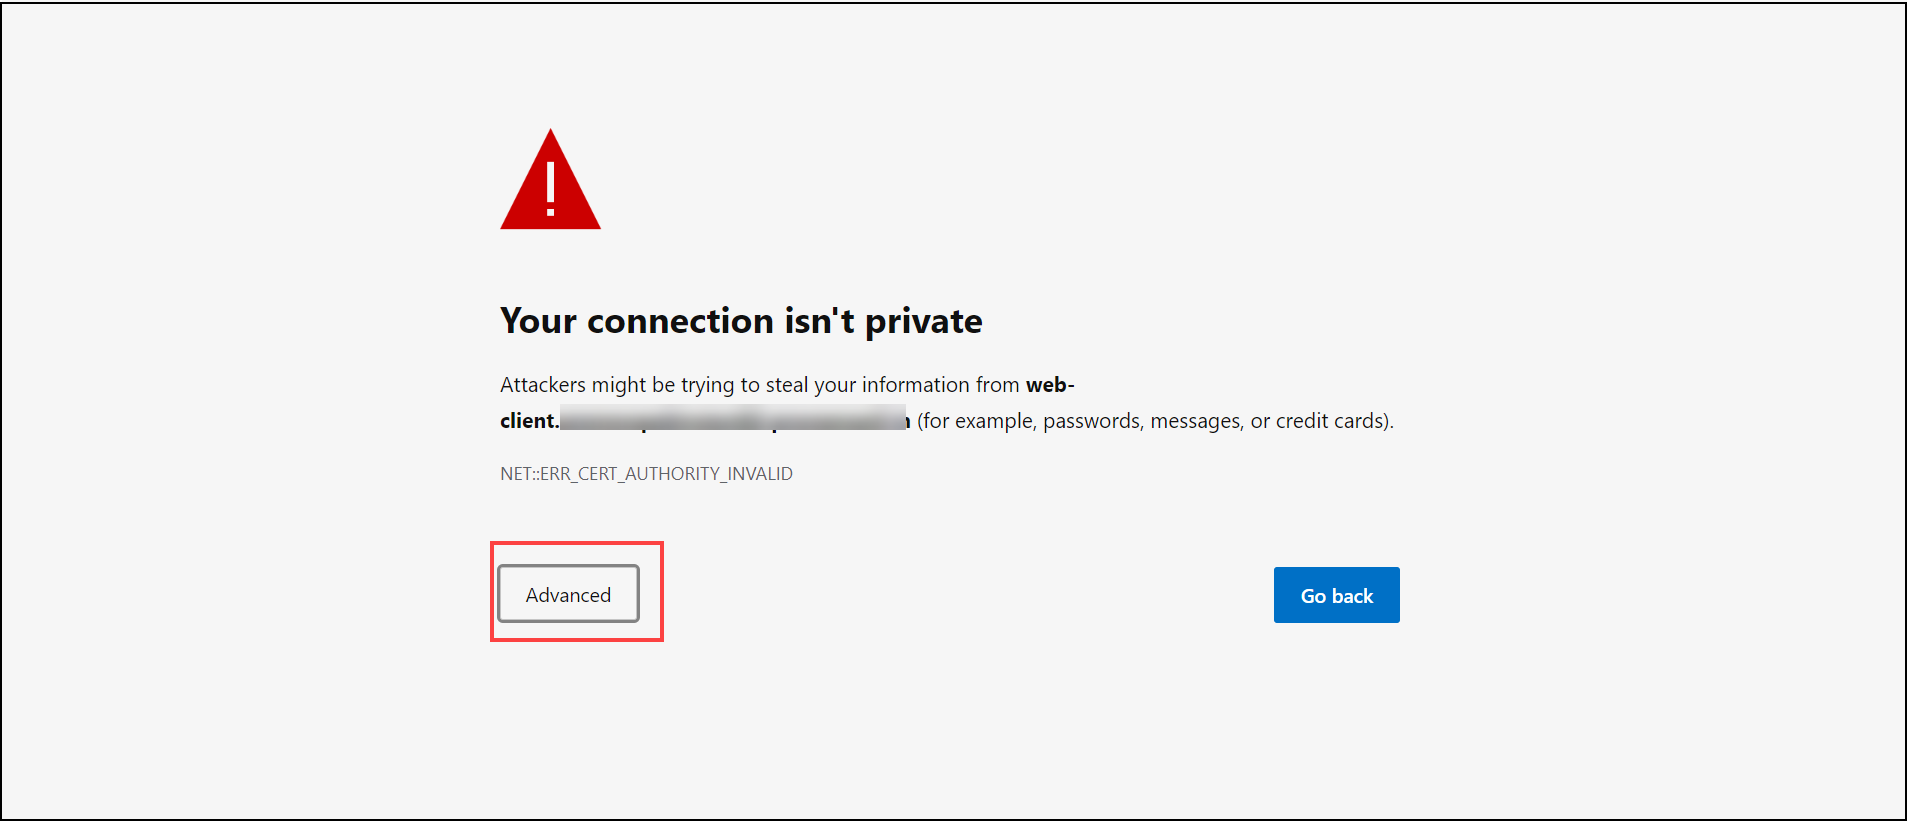 Your connection isn't private
Attackers might be trying to steal your information from web-
client. (for example, passwords, messages, or credit cards).
NET::ERR_CERT_AUTHORITY_INVALID
Advanced
Go back